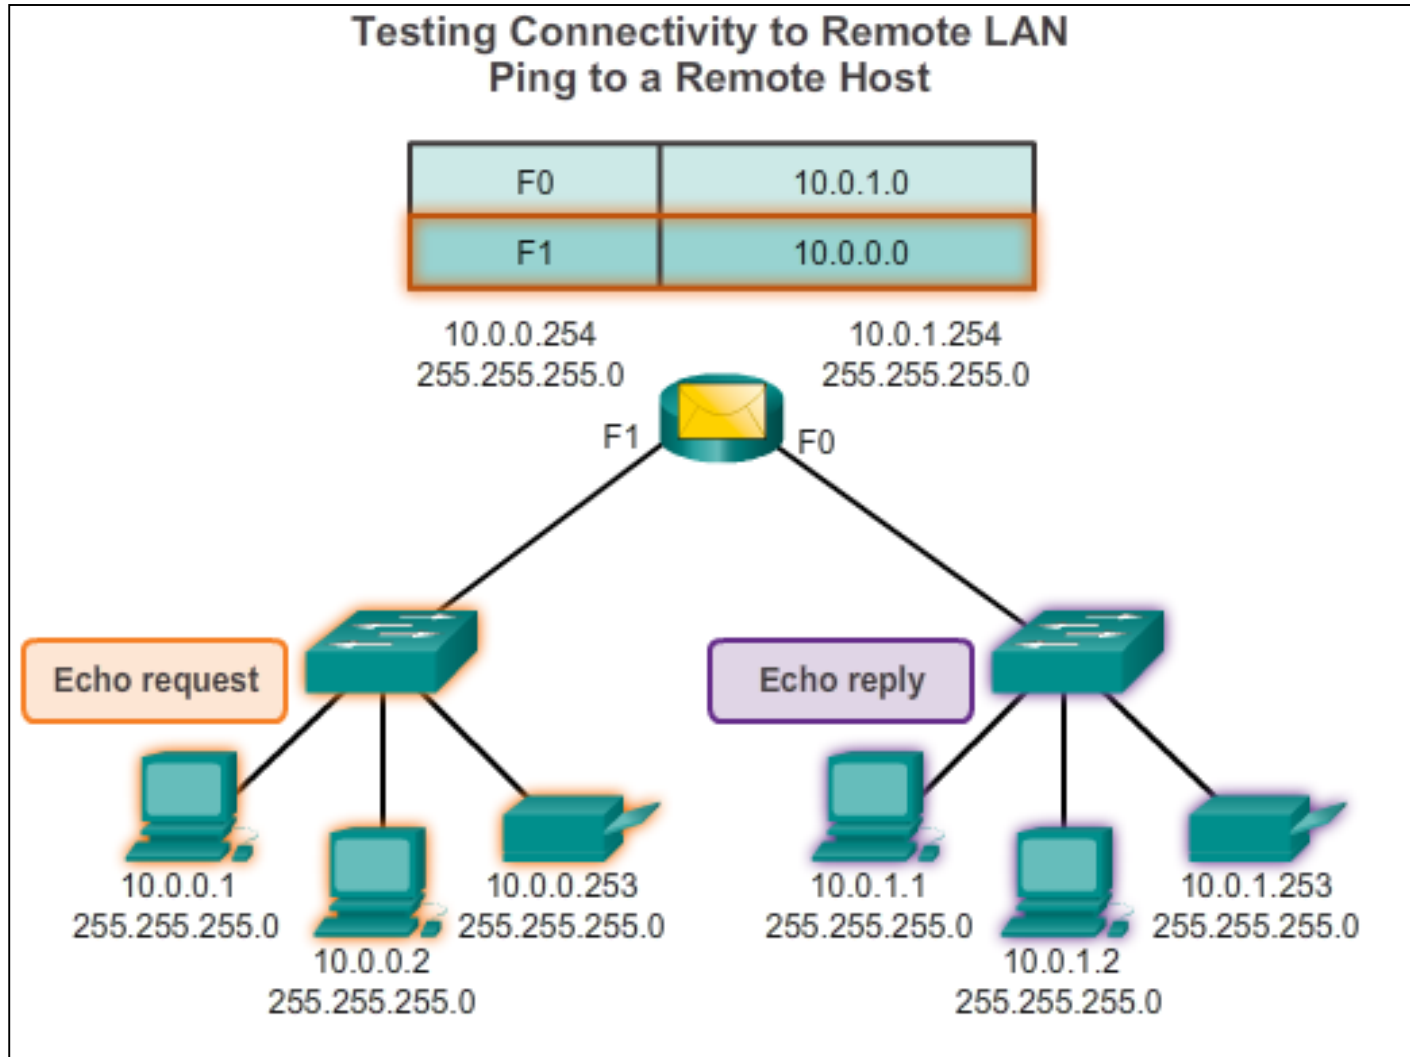 Testing Connectivity to Remote LAN
Ping to a Remote Host
F0 10.0.1.0
F1 10.0.0.0
10.0.0.254
255.255.255.0
10.0.1.254
255.255.255.0
F1
F0
Echo request
Echo reply
10.0.0.1
255.255.255.0
10.0.0.2
255.255.255.0
10.0.0.253
255.255.255.0
10.0.1.1
255.255.255.0
10.0.1.2
255.255.255.0
10.0.1.253
255.255.255.0